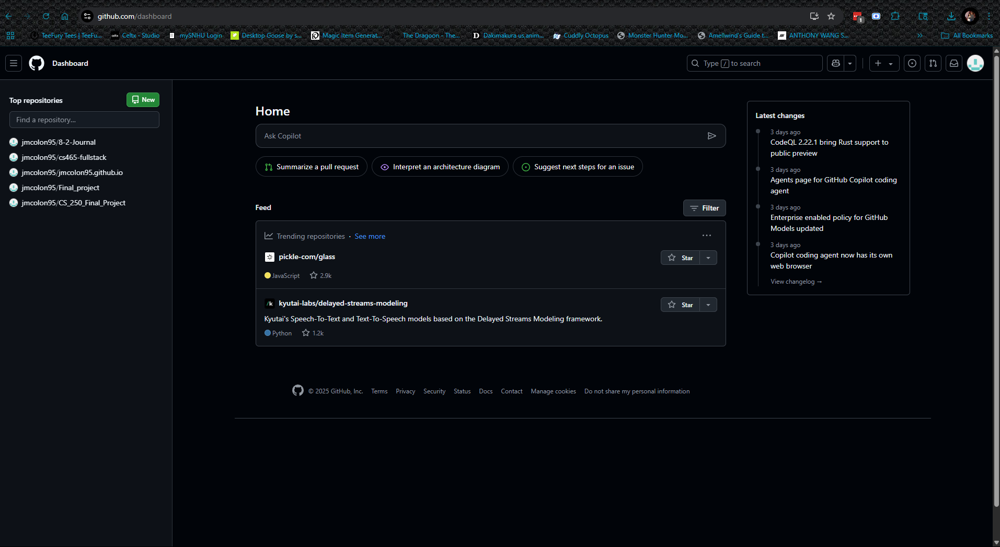 github.com/dashboard
1
TeeFury Tees | TeeFu...
Celtx - Studio
mySNHU Login
Desktop Goose by s...
Magic Item Generat...
The Dragoon - The...
Dakimakura us,anim...
Cuddly Octopus
Monster Hunter Mo...
Amellwind's Guide t...
ANTHONY WANG S...
All Bookmarks
Dashboard
Type / to search
Top repositories
New
Find a repository...
jmcolon95/8-2-Journal
jmcolon95/cs465-fullstack
jmcolon95/jmcolon95.github.io
jmcolon95/Final_project
jmcolon95/CS_250_Final_Project
Home
Ask Copilot
Summarize a pull request
Interpret an architecture diagram
Suggest next steps for an issue
Feed
Filter
Trending repositories · See more
pickle-com/glass
Star
JavaScript
2.9k
/k kyutai-labs/delayed-streams-modeling
Star
Kyutai's Speech-To-Text and Text-To-Speech models based on the Delayed Streams Modeling framework.
Python
1.2k
Latest changes
3 days ago
CodeQL 2.22.1 bring Rust support to
public preview
3 days ago
Agents page for GitHub Copilot coding
agent
3 days ago
Enterprise enabled policy for GitHub
Models updated
3 days ago
Copilot coding agent now has its own
web browser
View changelog →
© 2025 GitHub, Inc.
Terms
Privacy
Security
Status
Docs
Contact
Manage cookies
Do not share my personal information